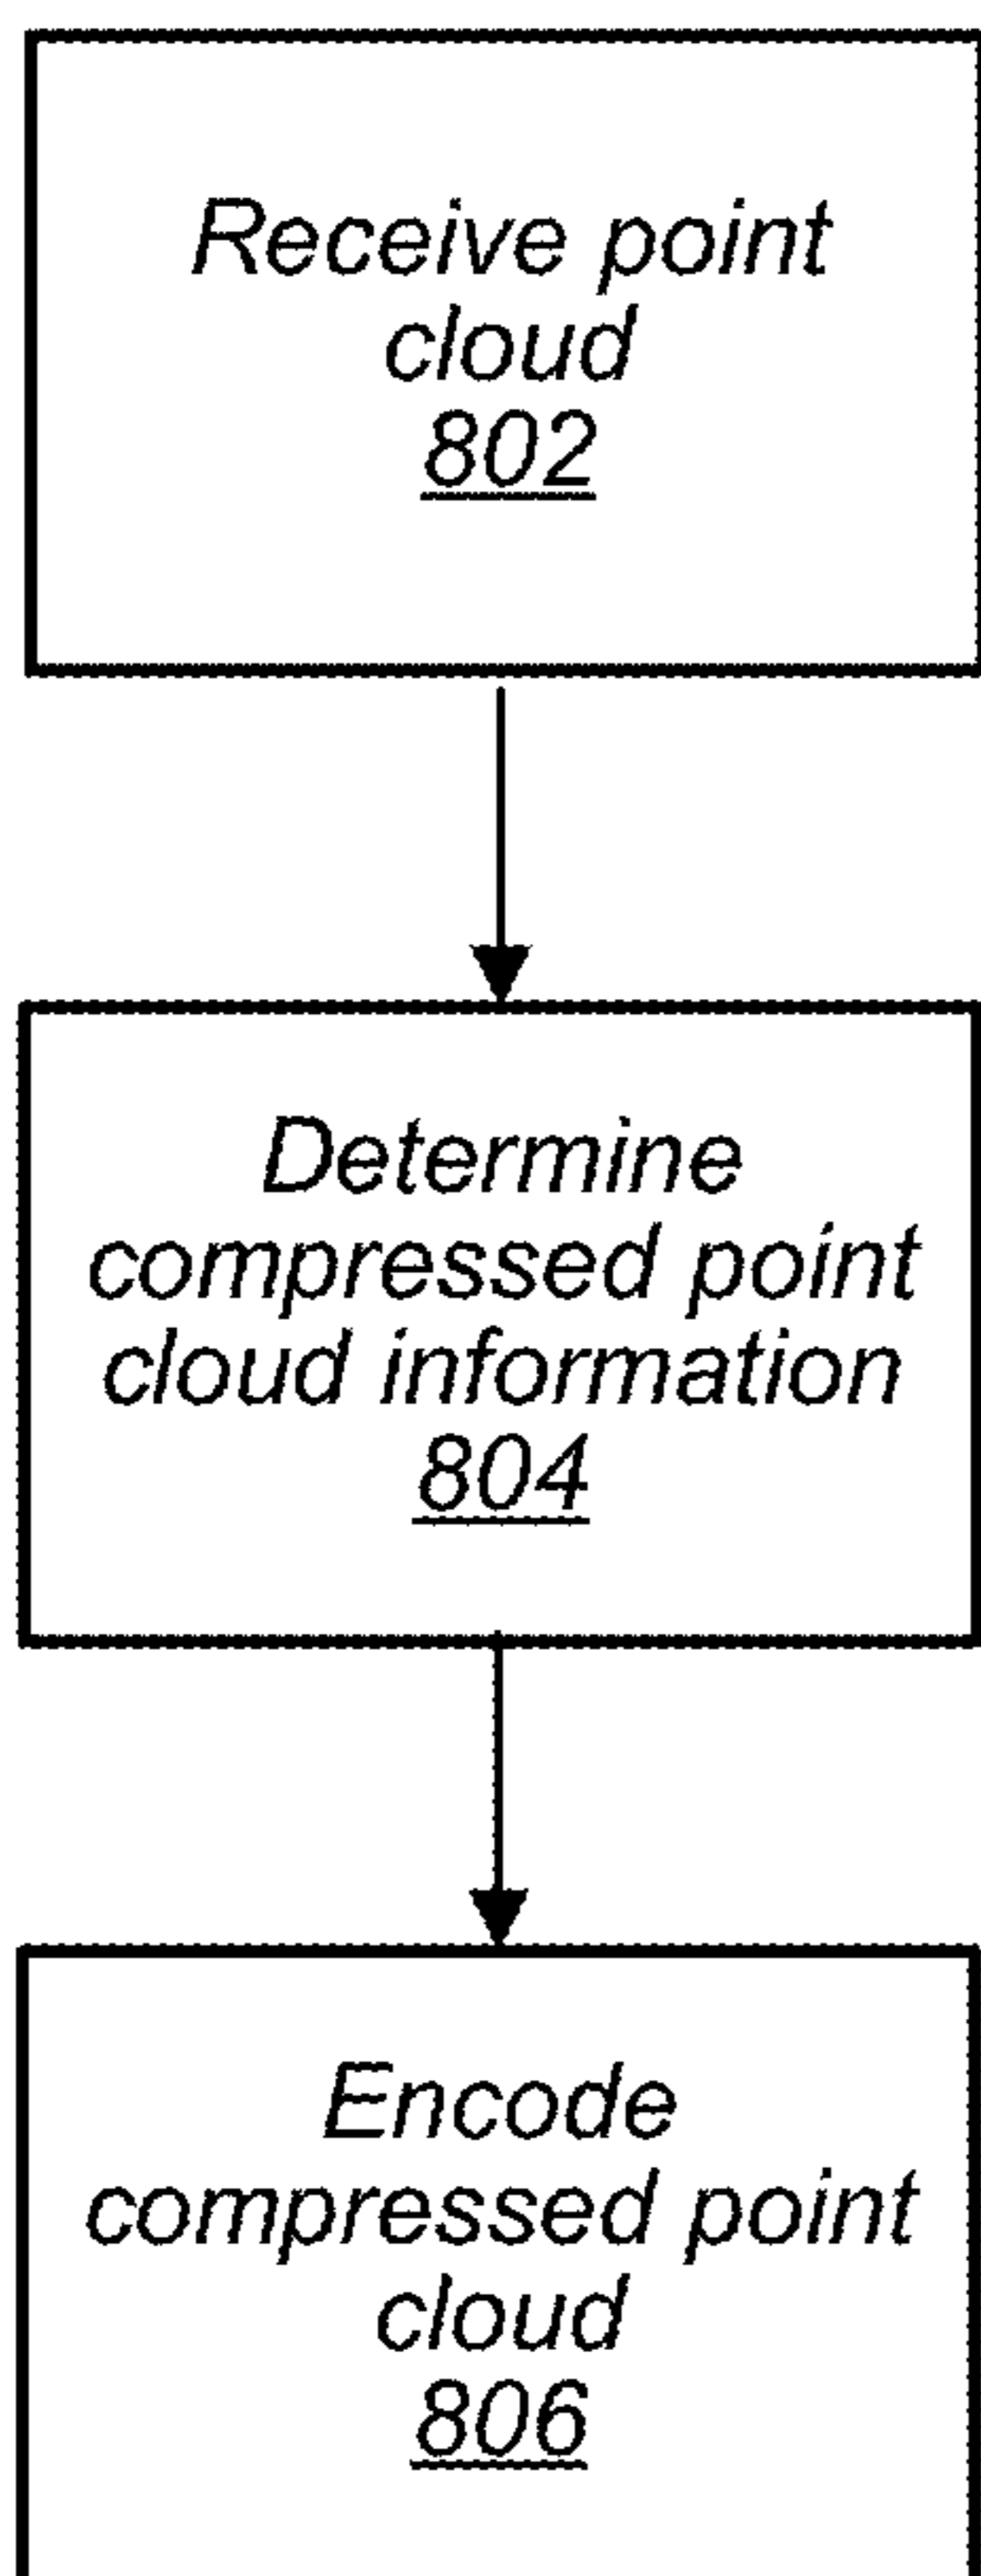 Receive point
cloud
802
Determine
compressed point
cloud information
804
Encode
compressed point
cloud
806